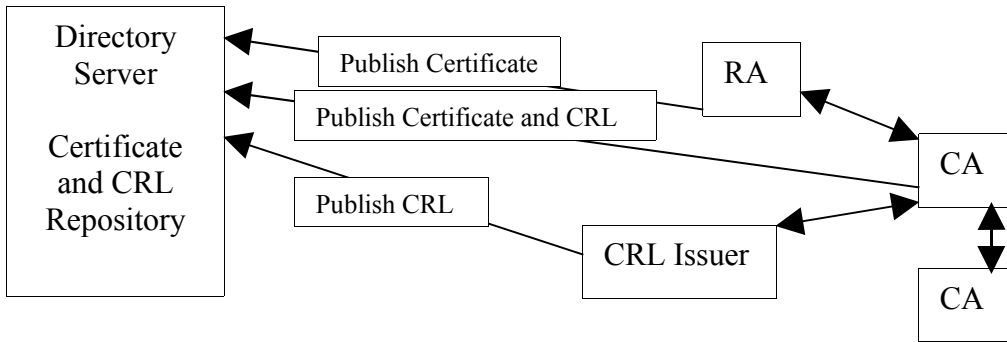 Directory
Server
Certificate
and CRL
Repository
Publish Certificate
Publish Certificate and CRL
Publish CRL
RA
CA
CRL Issuer
CA